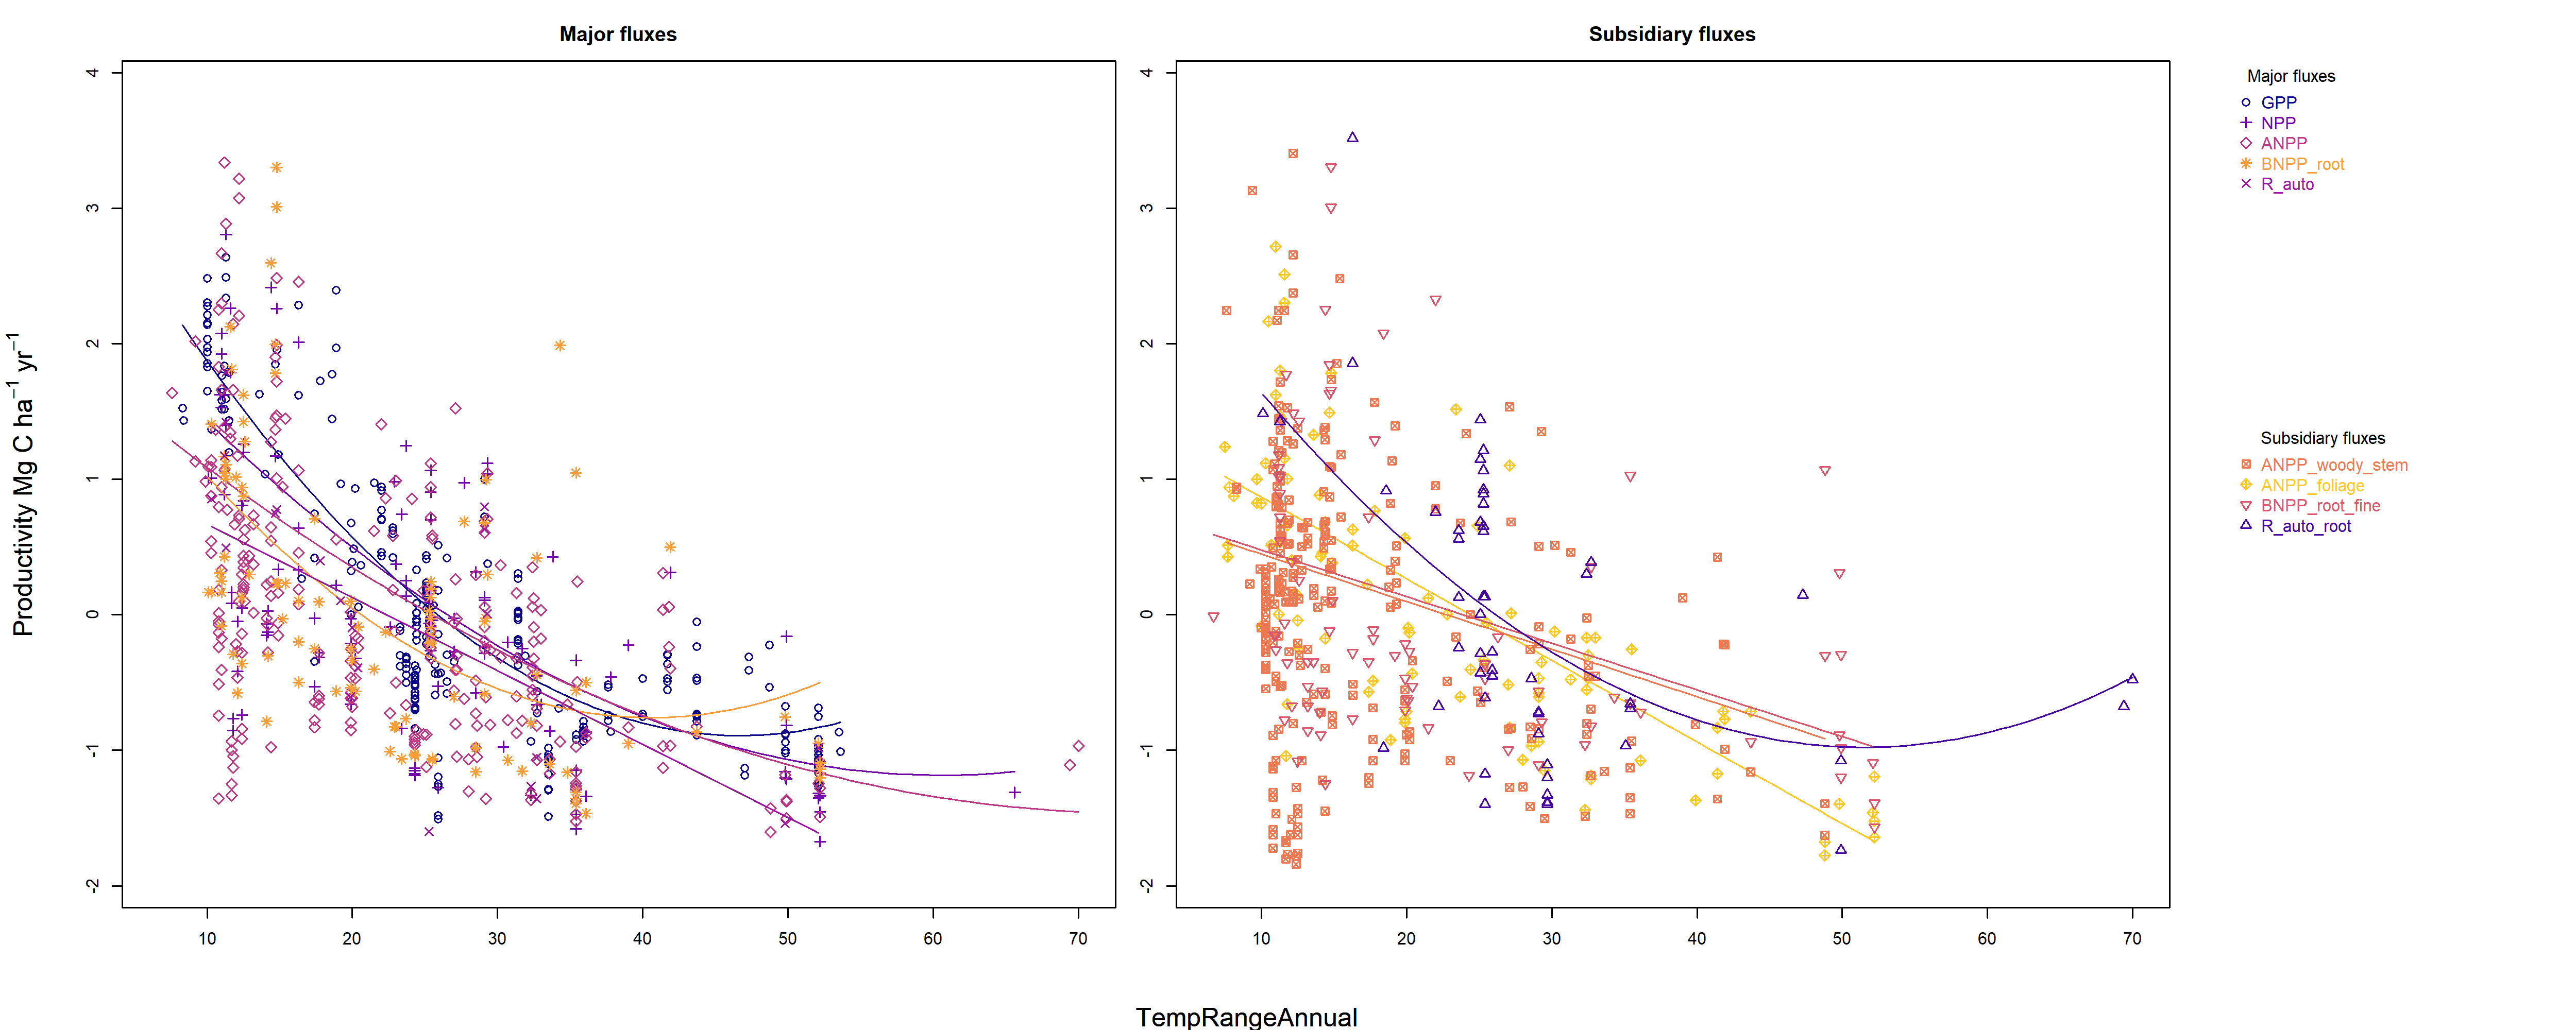 Major fluxes
Subsidiary fluxes
Productivity Mg C ha⁻¹ yr⁻¹
4
3
2
1
0
-1
-2
10 20 30 40 50 60 70
4
3
2
1
0
-1
-2
10 20 30 40 50 60 70
TempRangeAnnual
Major fluxes
GPP
NPP
ANPP
BNPP_root
R_auto
Subsidiary fluxes
ANPP_woody_stem
ANPP_foliage
BNPP_root_fine
R_auto_root